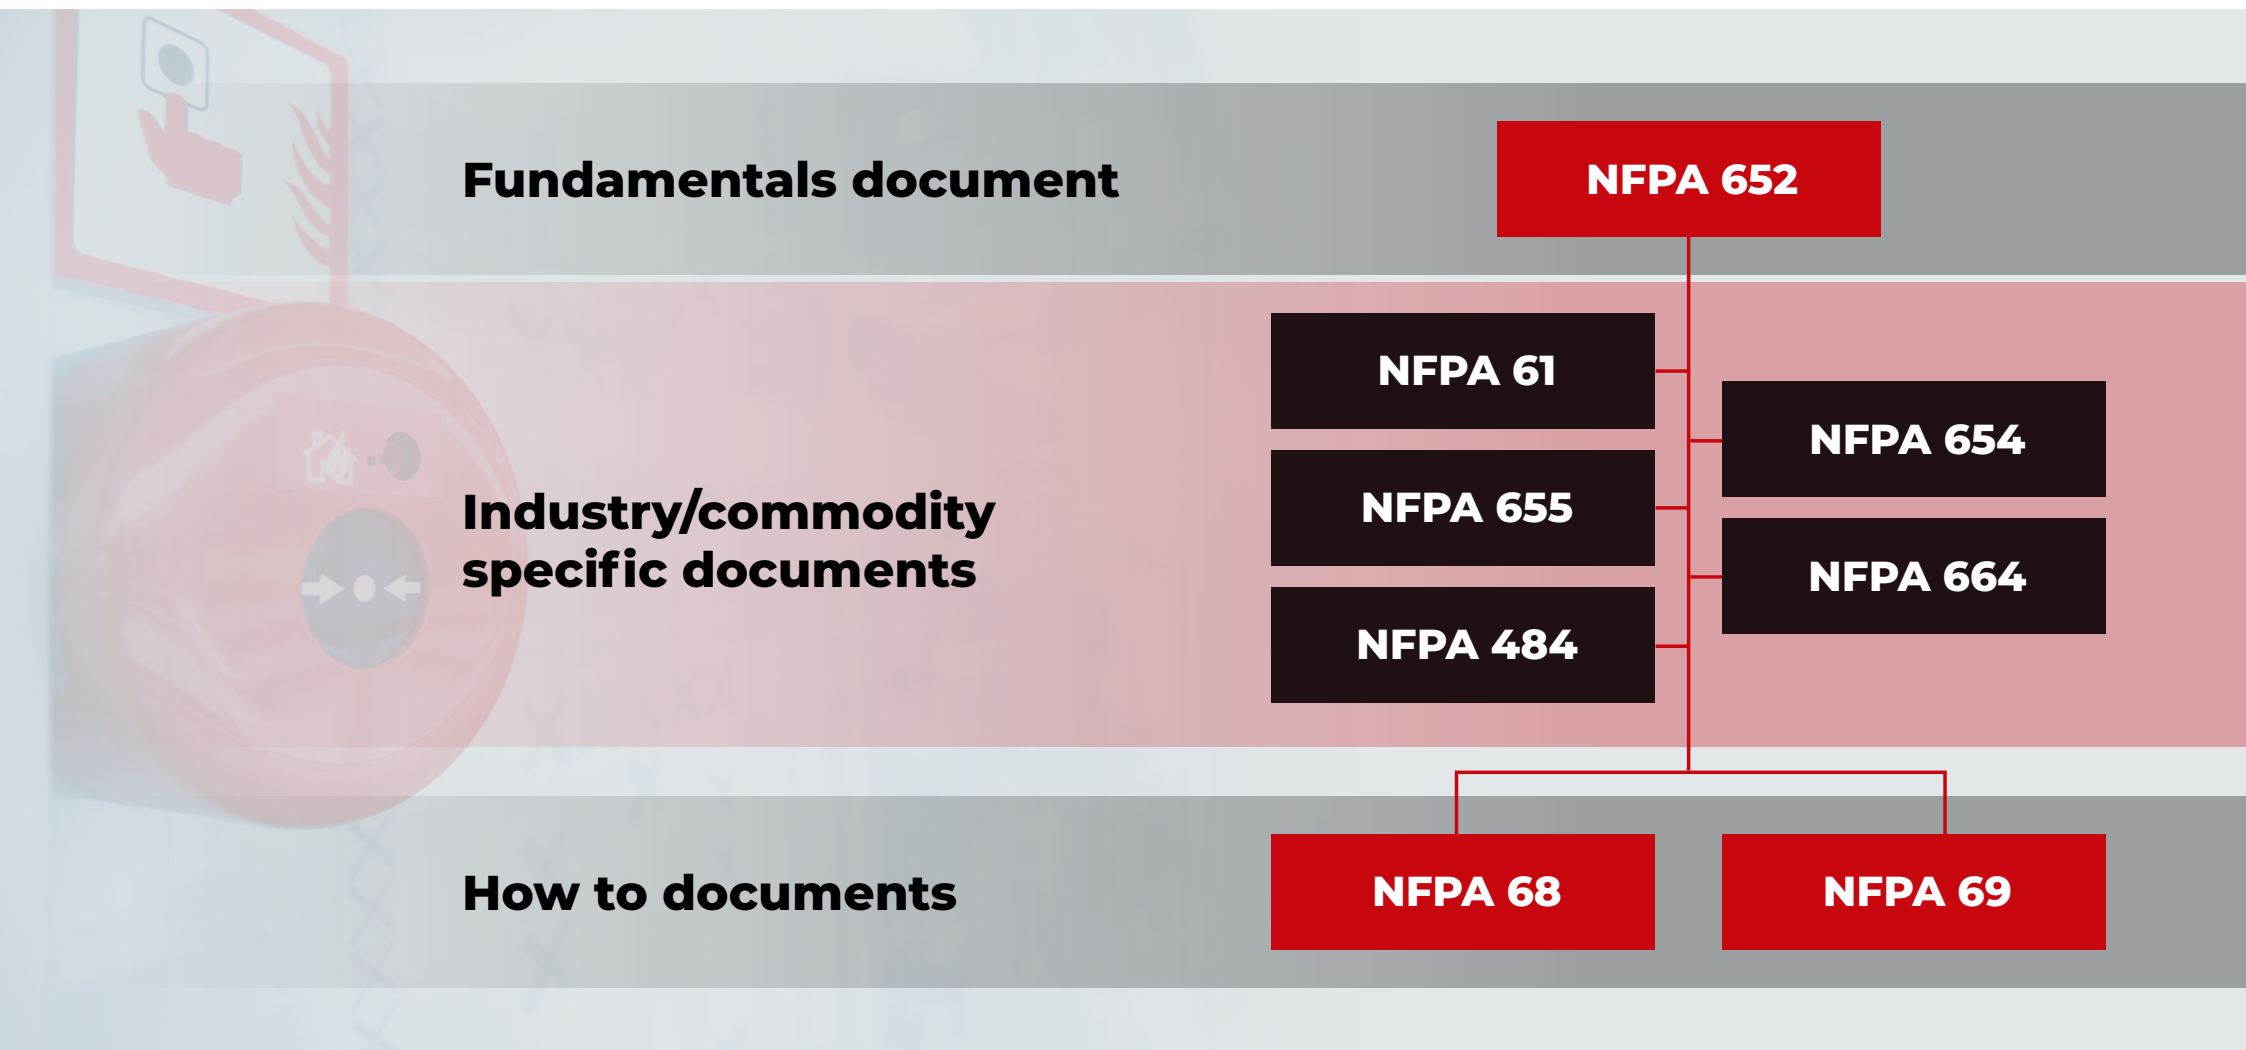 Fundamentals document
NFPA 652
Industry/commodity
specific documents
NFPA 61
NFPA 654
NFPA 655
NFPA 664
NFPA 484
How to documents
NFPA 68
NFPA 69